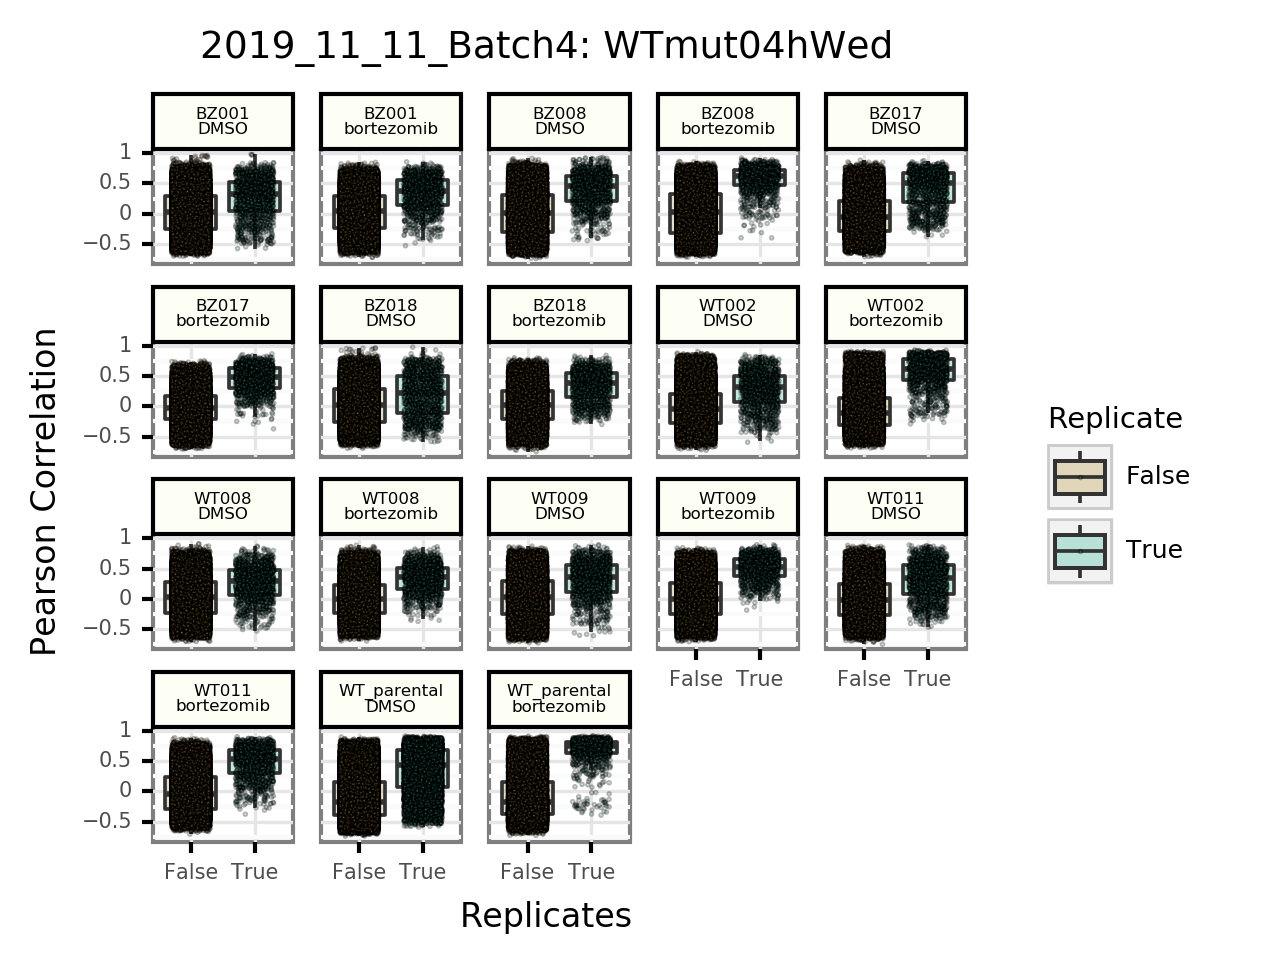 2019_11_11_Batch4: WTmut04hWed
BZ001
DMSO
BZ001
bortezomib
BZ008
DMSO
BZ008
bortezomib
BZ017
DMSO
1
0.5
0
−0.5
BZ017
bortezomib
BZ018
DMSO
BZ018
bortezomib
WT002
DMSO
WT002
bortezomib
1
0.5
0
−0.5
Pearson Correlation
Replicate
False
True
WT008
DMSO
WT008
bortezomib
WT009
DMSO
WT009
bortezomib
WT011
DMSO
1
0.5
0
−0.5
False True
False True
WT011
bortezomib
WT_parental
DMSO
WT_parental
bortezomib
1
0.5
0
−0.5
False True
False True
False True
Replicates